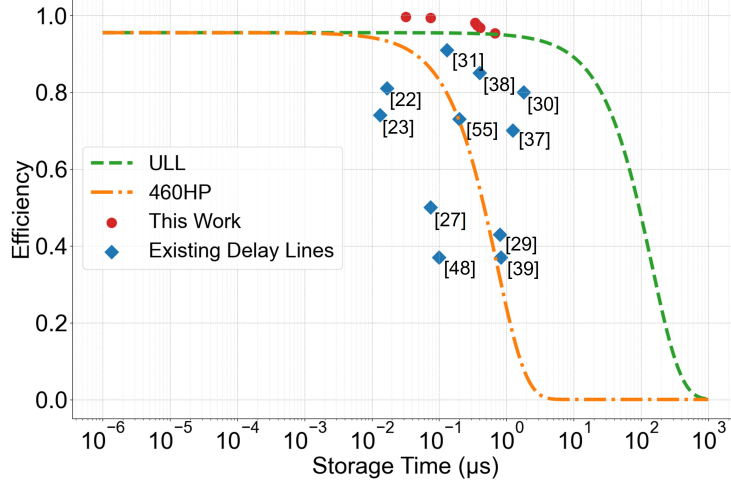 1.0
0.8
0.6
0.4
0.2
0.0
Efficiency
[31]
[38]
[22]
[30]
[23]
[55]
[37]
ULL
460HP
This Work
Existing Delay Lines
[27]
[29]
[48]
[39]
10⁻⁶ 10⁻⁵ 10⁻⁴ 10⁻³ 10⁻² 10⁻¹ 10⁰ 10¹ 10² 10³
Storage Time (μs)